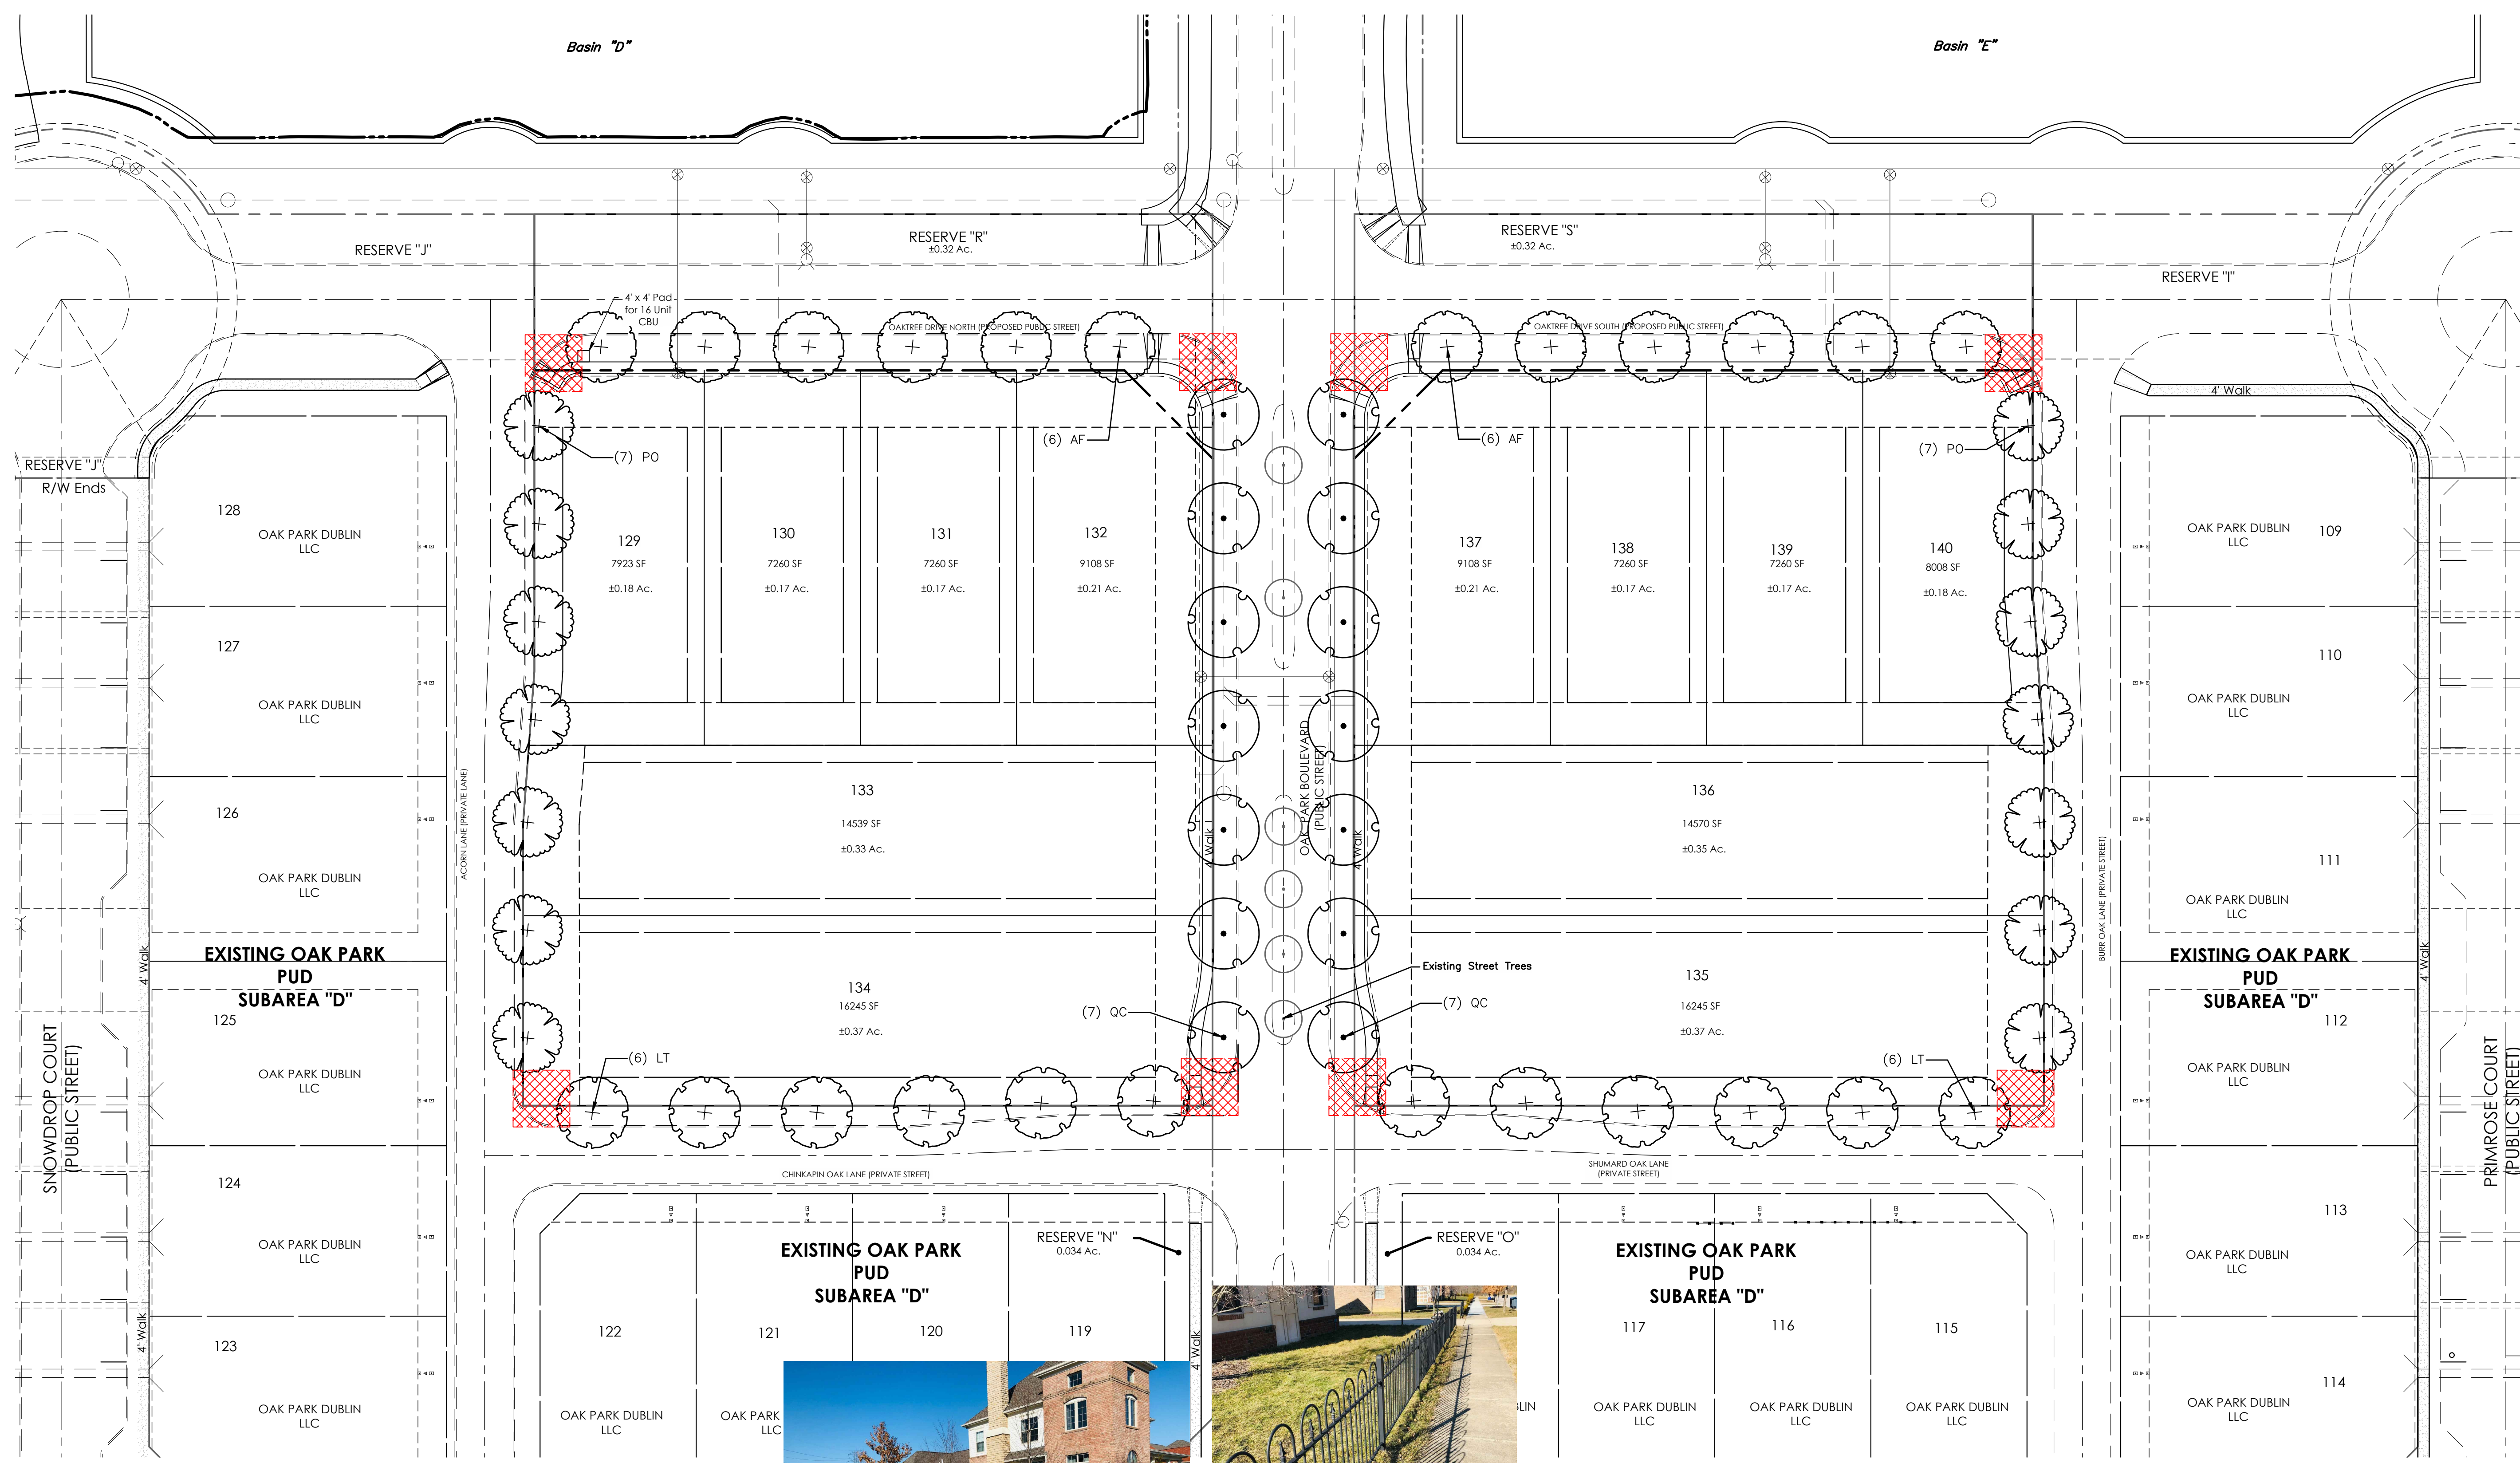 Basin "D"
Basin "E"
RESERVE "J"
RESERVE "R"
±0.32 Ac.
RESERVE "S"
±0.32 Ac.
RESERVE "I"
4' x 4' Pad
for 16 Unit
CBU
OAKTREE DRIVE NORTH (PROPOSED PUBLIC STREET)
OAKTREE DRIVE SOUTH (PROPOSED PUBLIC STREET)
4' Walk
(6) AF
(6) AF
(7) PO
(7) PO
RESERVE "J"
R/W Ends
128
OAK PARK DUBLIN
LLC
129
7923 SF
±0.18 Ac.
130
7260 SF
±0.17 Ac.
131
7260 SF
±0.17 Ac.
132
9108 SF
±0.21 Ac.
137
9108 SF
±0.21 Ac.
138
7260 SF
±0.17 Ac.
139
7260 SF
±0.17 Ac.
140
8008 SF
±0.18 Ac.
OAK PARK DUBLIN
LLC
109
127
OAK PARK DUBLIN
LLC
110
OAK PARK DUBLIN
LLC
126
OAK PARK DUBLIN
LLC
ACORN LANE (PRIVATE LANE)
133
14539 SF
±0.33 Ac.
4' Walk
OAK PARK BOULEVARD
(PUBLIC STREET)
4' Walk
136
14570 SF
±0.35 Ac.
BURR OAK LANE (PRIVATE STREET)
111
OAK PARK DUBLIN
LLC
4' Walk
EXISTING OAK PARK
PUD
SUBAREA "D"
125
OAK PARK DUBLIN
LLC
134
16245 SF
±0.37 Ac.
Existing Street Trees
(7) QC
(7) QC
135
16245 SF
±0.37 Ac.
4' Walk
EXISTING OAK PARK
PUD
SUBAREA "D"
112
OAK PARK DUBLIN
LLC
SNOWDROP COURT
(PUBLIC STREET)
(6) LT
(6) LT
PRIMROSE COURT
(PUBLIC STREET)
CHINKAPIN OAK LANE (PRIVATE STREET)
SHUMARD OAK LANE
(PRIVATE STREET)
124
OAK PARK DUBLIN
LLC
EXISTING OAK PARK
PUD
SUBAREA "D"
RESERVE "N"
0.034 Ac.
RESERVE "O"
0.034 Ac.
EXISTING OAK PARK
PUD
SUBAREA "D"
113
OAK PARK DUBLIN
LLC
4' Walk
123
OAK PARK DUBLIN
LLC
122
OAK PARK DUBLIN
LLC
121
OAK PARK
LLC
120
119
4' Walk
117
OAK PARK DUBLIN
LLC
116
OAK PARK DUBLIN
LLC
115
OAK PARK DUBLIN
LLC
114
OAK PARK DUBLIN
LLC